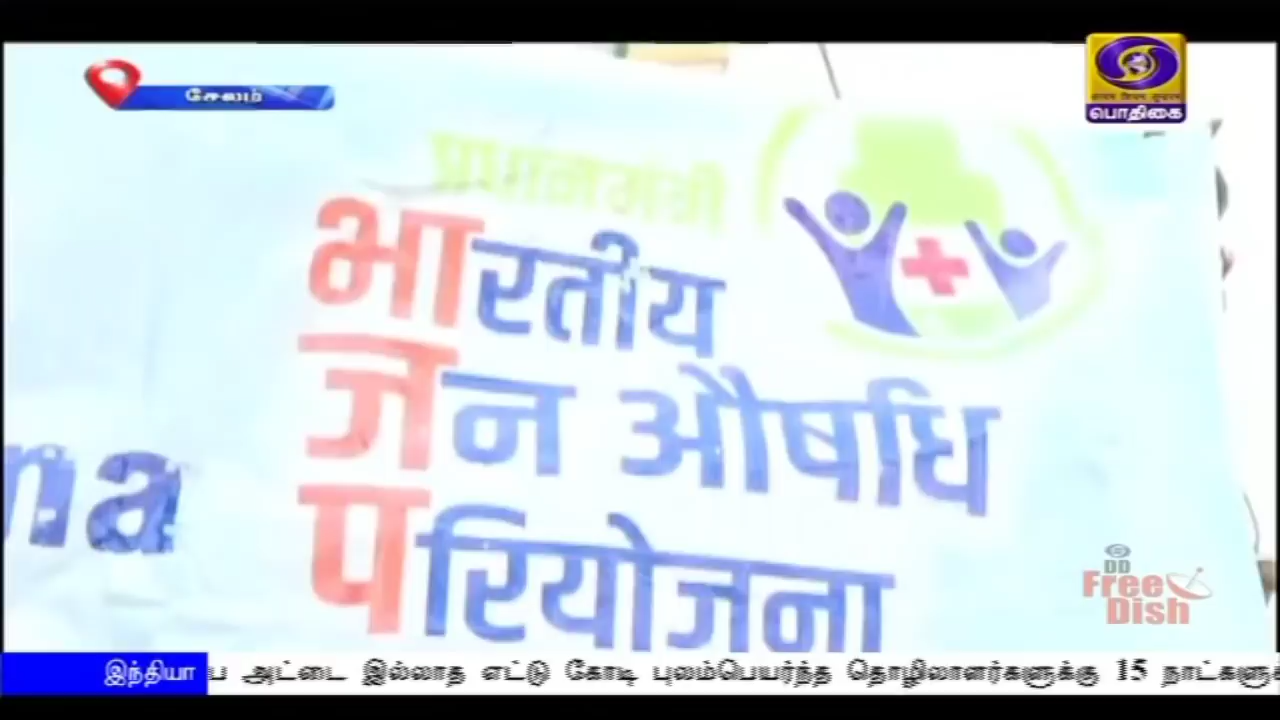 சேலம்
பொதிகை
प्रधानमंत्री
भारतीय
जन औषधि
परियोजना
na
DD
Free
Dish
இந்தியா
ய அட்டை இல்லாத எட்டு கோடி புலம்பெயர்ந்த தொழிலாளர்களுக்கு 15 நாட்களுக்